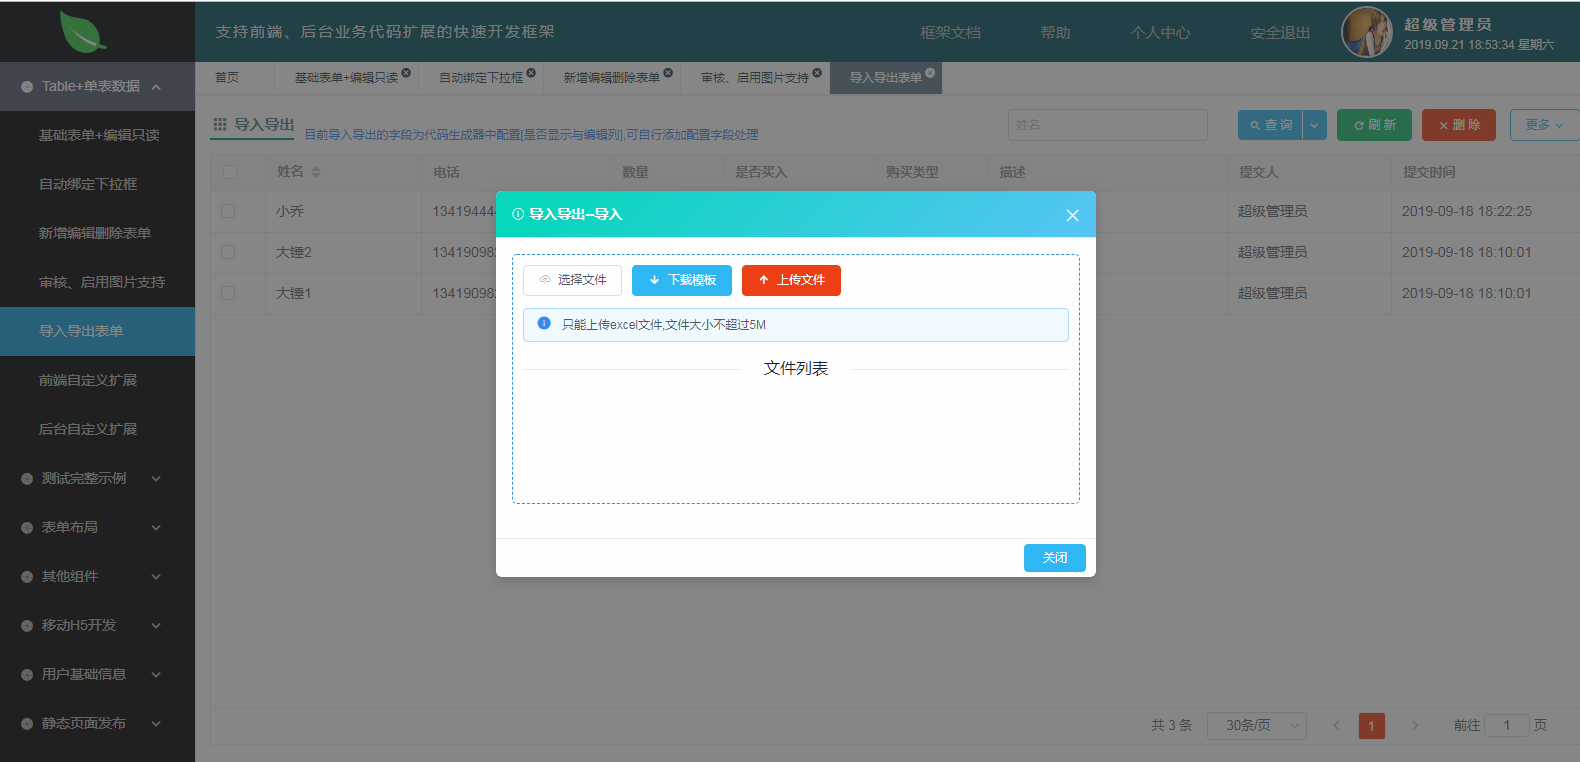 支持前端、后台业务代码扩展的快速开发框架
框架文档
帮助
个人中心
安全退出
超级管理员
2019.09.21 18:53:34 星期六
Table+单表数据
基础表单+编辑只读
自动绑定下拉框
新增编辑删除表单
审核、启用图片支持
导入导出表单
前端自定义扩展
后台自定义扩展
测试完整示例
表单布局
其他组件
移动H5开发
用户基础信息
静态页面发布
首页
基础表单+编辑只读
自动绑定下拉框
新增编辑删除表单
审核、启用图片支持
导入导出表单
导入导出
目前导入导出的字段为代码生成器中配置[是否显示与编辑列],可自行添加配置字段处理
姓名
查 询
刷 新
删 除
更多
姓名 电话 数量 是否买入 购买类型 描述 提交人 提交时间
小乔 13419444 超级管理员 2019-09-18 18:22:25
大锤2 13419098 超级管理员 2019-09-18 18:10:01
大锤1 13419098 超级管理员 2019-09-18 18:10:01
导入导出--导入
选择文件
下载模板
上传文件
只能上传excel文件,文件大小不超过5M
文件列表
关闭
共 3 条
30条/页
1
前往 1 页